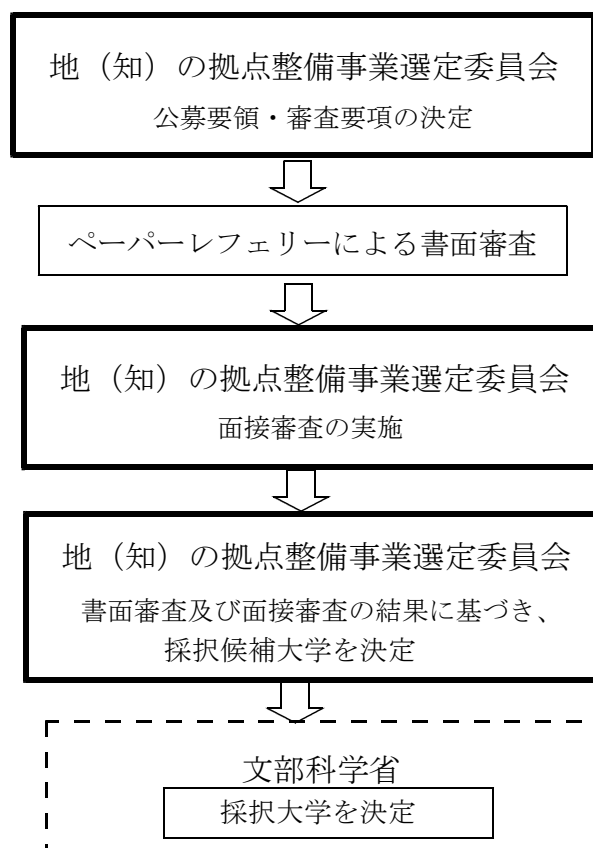 地（知）の拠点整備事業選定委員会
公募要領・審査要項の決定
ペーパーレフェリーによる書面審査
地（知）の拠点整備事業選定委員会
面接審査の実施
地（知）の拠点整備事業選定委員会
書面審査及び面接審査の結果に基づき、
採択候補大学を決定
文部科学省
採択大学を決定